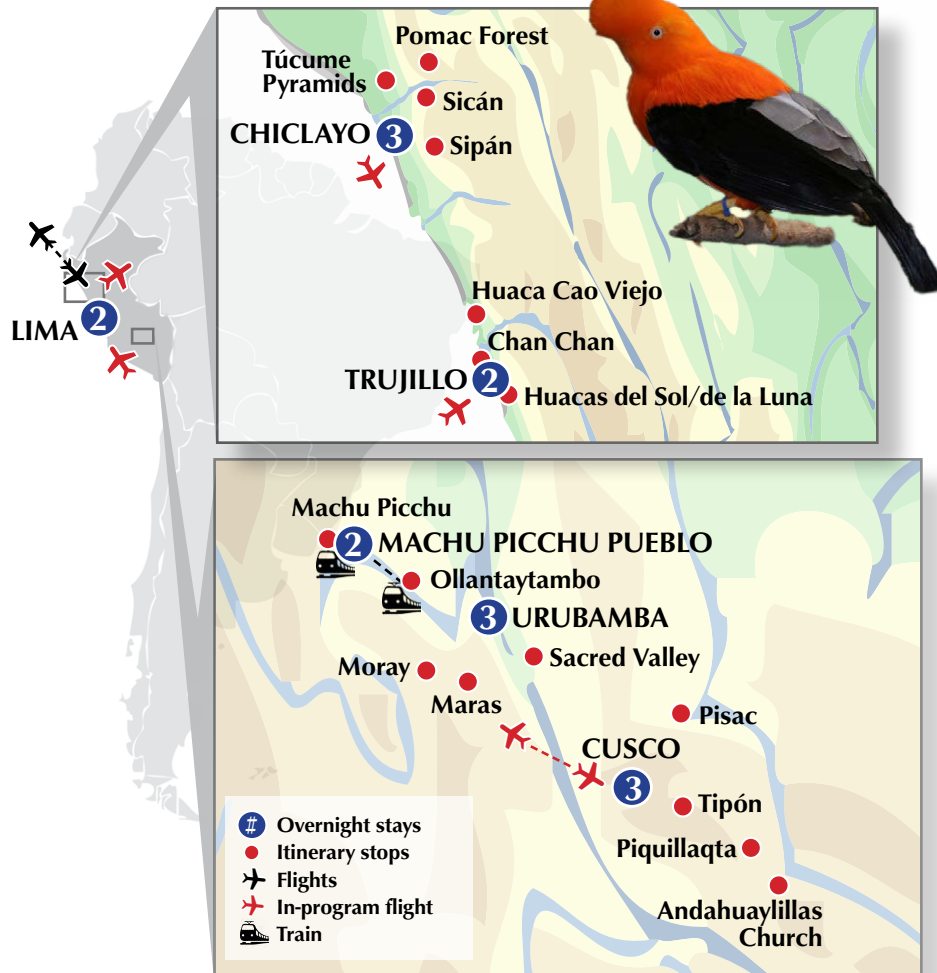 Pomac Forest
Túcume
Pyramids
Sicán
CHICLAYO 3
Sipán
LIMA 2
Huaca Cao Viejo
Chan Chan
TRUJILLO 2
Huacas del Sol/de la Luna
Machu Picchu
2 MACHU PICCHU PUEBLO
Ollantaytambo
3 URUBAMBA
Sacred Valley
Moray
Maras
Pisac
CUSCO
3
Tipón
Piquillaqta
Andahuaylillas
Church
# Overnight stays
Itinerary stops
Flights
In-program flight
Train